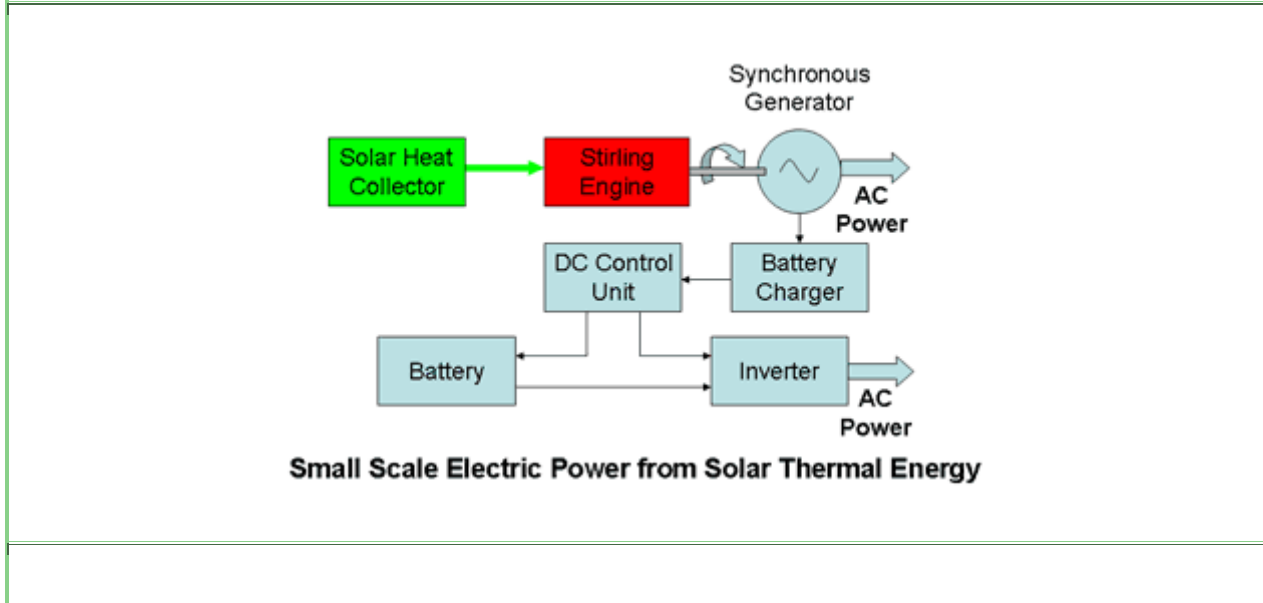 Synchronous
Generator
Solar Heat
Collector
Stirling
Engine
AC
Power
DC Control
Unit
Battery
Charger
Battery
Inverter
AC
Power
Small Scale Electric Power from Solar Thermal Energy